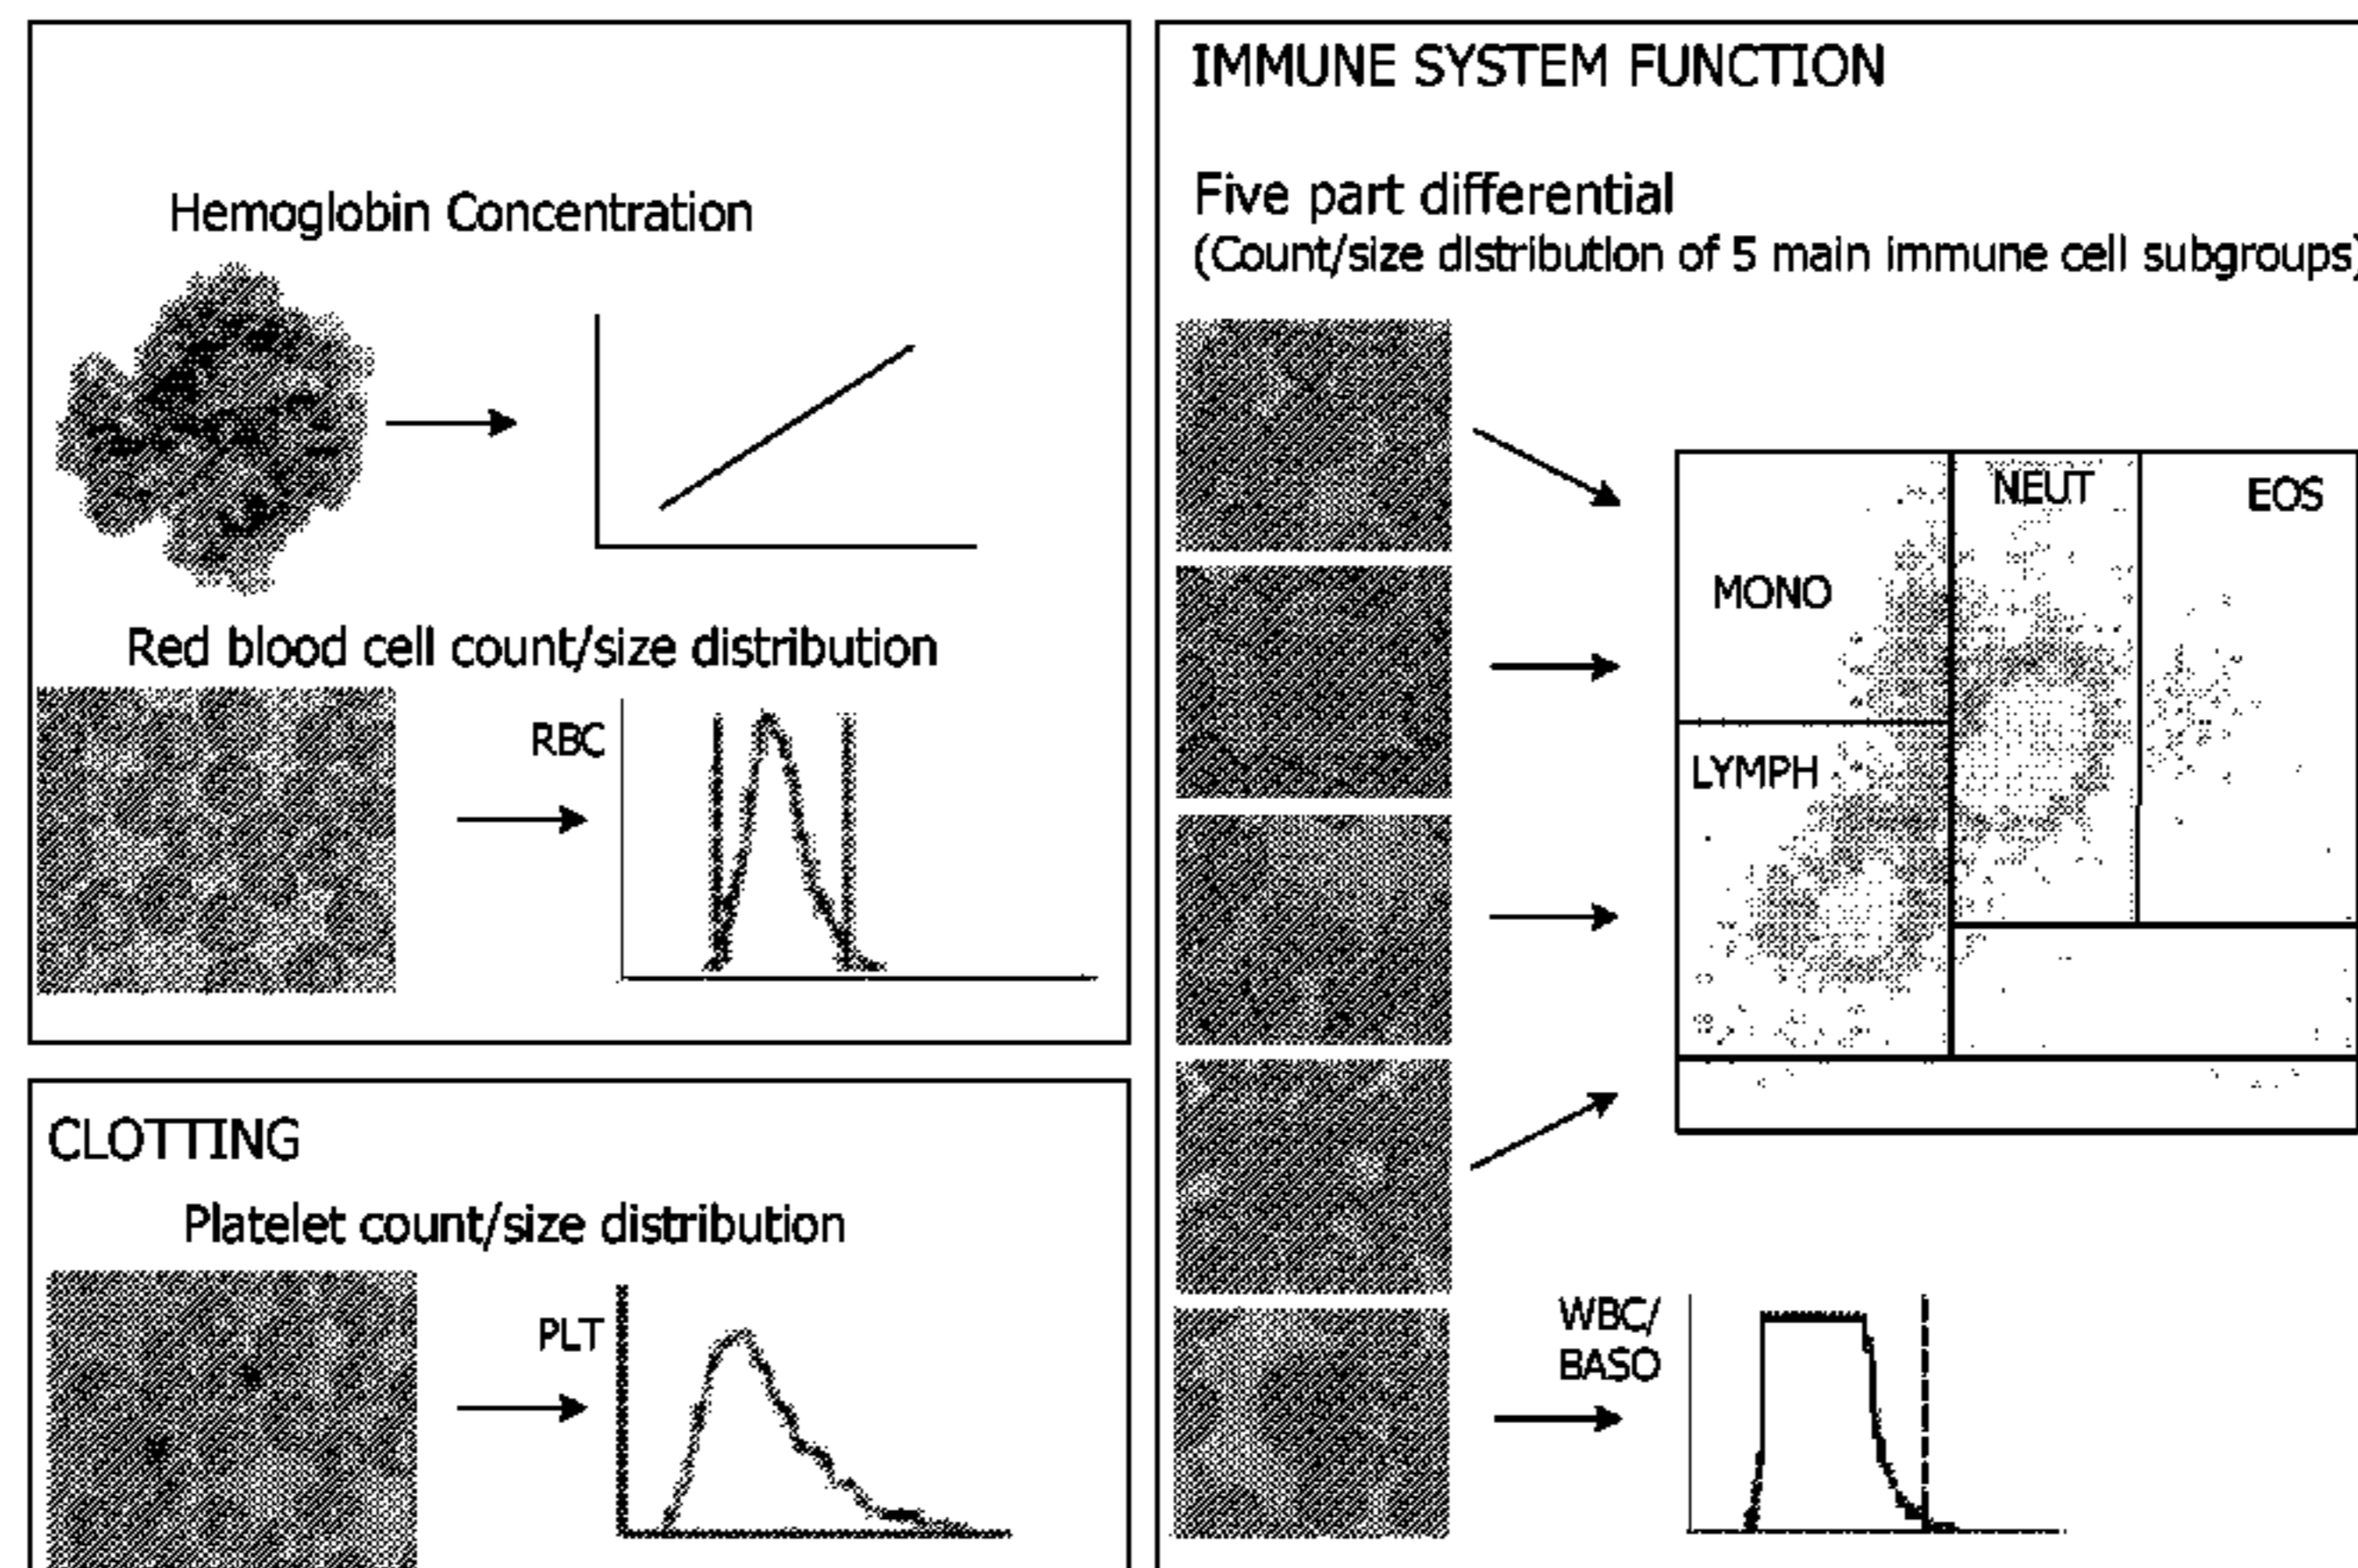 Hemoglobin Concentration
Red blood cell count/size distribution
RBC
CLOTTING
Platelet count/size distribution
PLT
IMMUNE SYSTEM FUNCTION
Five part differential
(Count/size distribution of 5 main immune cell subgroups)
NEUT
EOS
MONO
LYMPH
WBC/
BASO